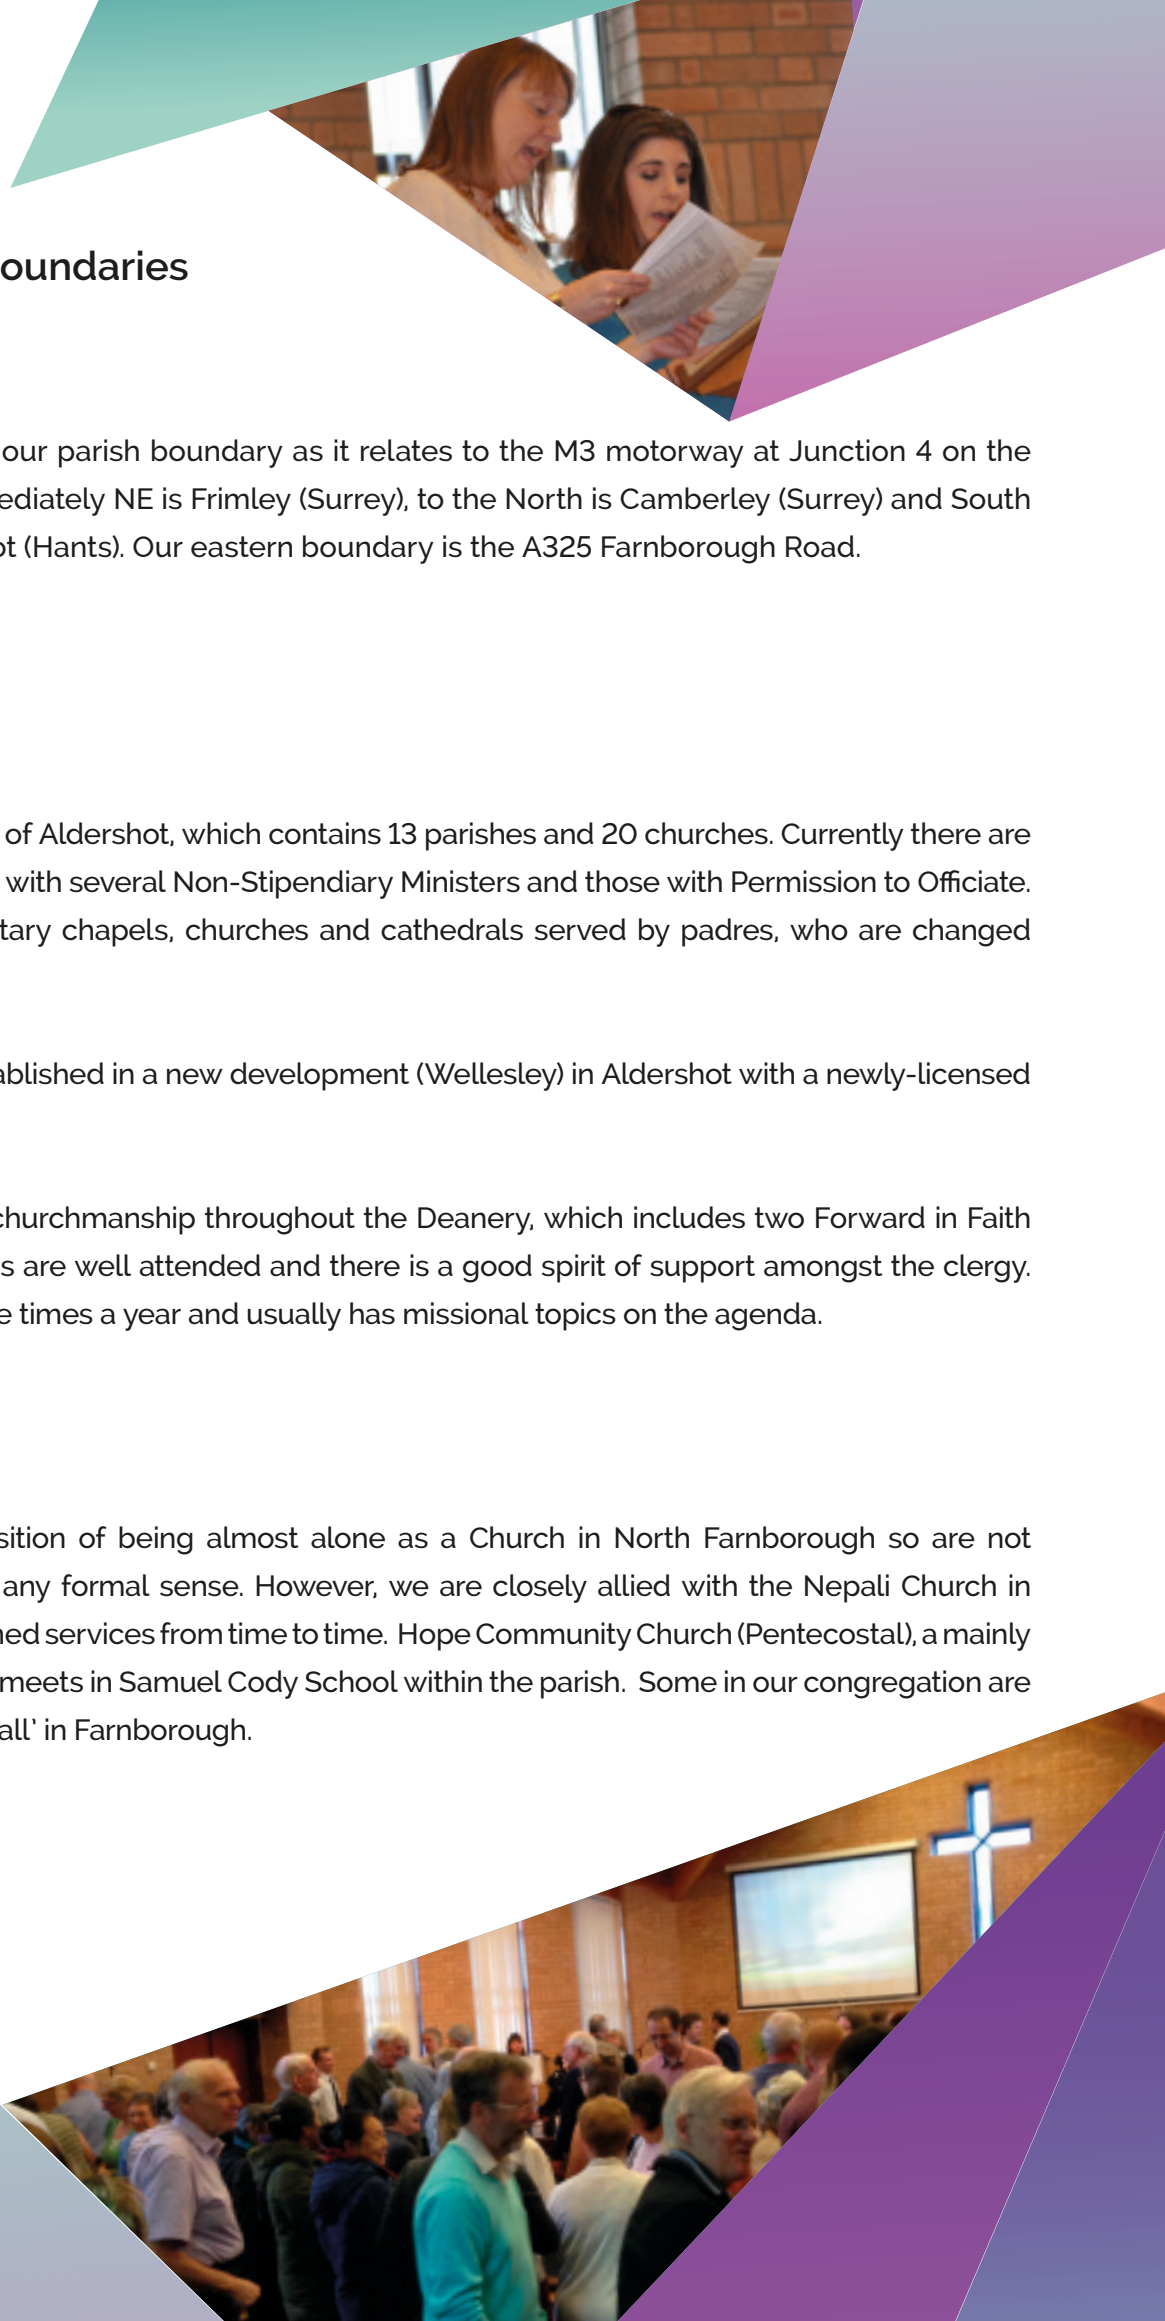 oundaries
our parish boundary as it relates to the M3 motorway at Junction 4 on the
ediately NE is Frimley (Surrey), to the North is Camberley (Surrey) and South
ot (Hants). Our eastern boundary is the A325 Farnborough Road.
of Aldershot, which contains 13 parishes and 20 churches. Currently there are
with several Non-Stipendiary Ministers and those with Permission to Officiate.
tary chapels, churches and cathedrals served by padres, who are changed
ablished in a new development (Wellesley) in Aldershot with a newly-licensed
churchmanship throughout the Deanery, which includes two Forward in Faith
s are well attended and there is a good spirit of support amongst the clergy.
e times a year and usually has missional topics on the agenda.
sition of being almost alone as a Church in North Farnborough so are not
any formal sense. However, we are closely allied with the Nepali Church in
ned services from time to time. Hope Community Church (Pentecostal), a mainly
meets in Samuel Cody School within the parish. Some in our congregation are
all' in Farnborough.